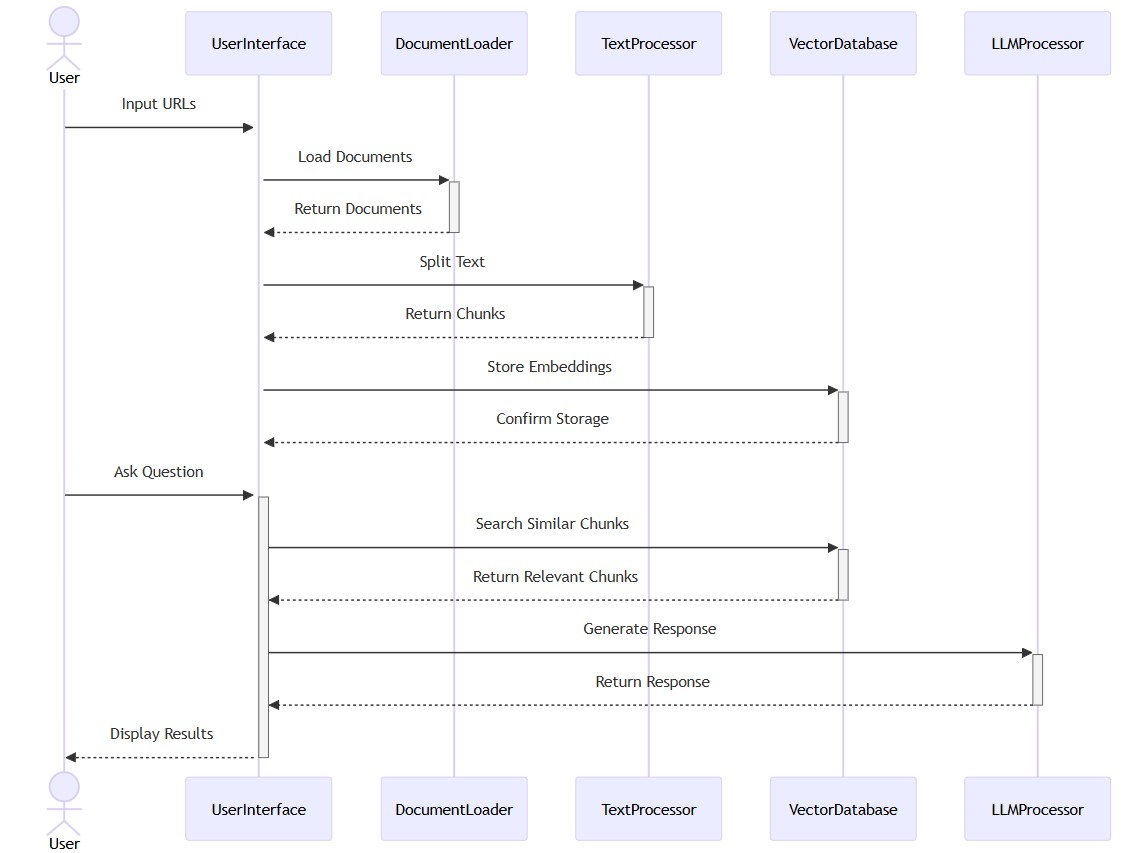 User
UserInterface
DocumentLoader
TextProcessor
VectorDatabase
LLMProcessor
Input URLs
Load Documents
Return Documents
Split Text
Return Chunks
Store Embeddings
Confirm Storage
Ask Question
Search Similar Chunks
Return Relevant Chunks
Generate Response
Return Response
Display Results
User
UserInterface
DocumentLoader
TextProcessor
VectorDatabase
LLMProcessor